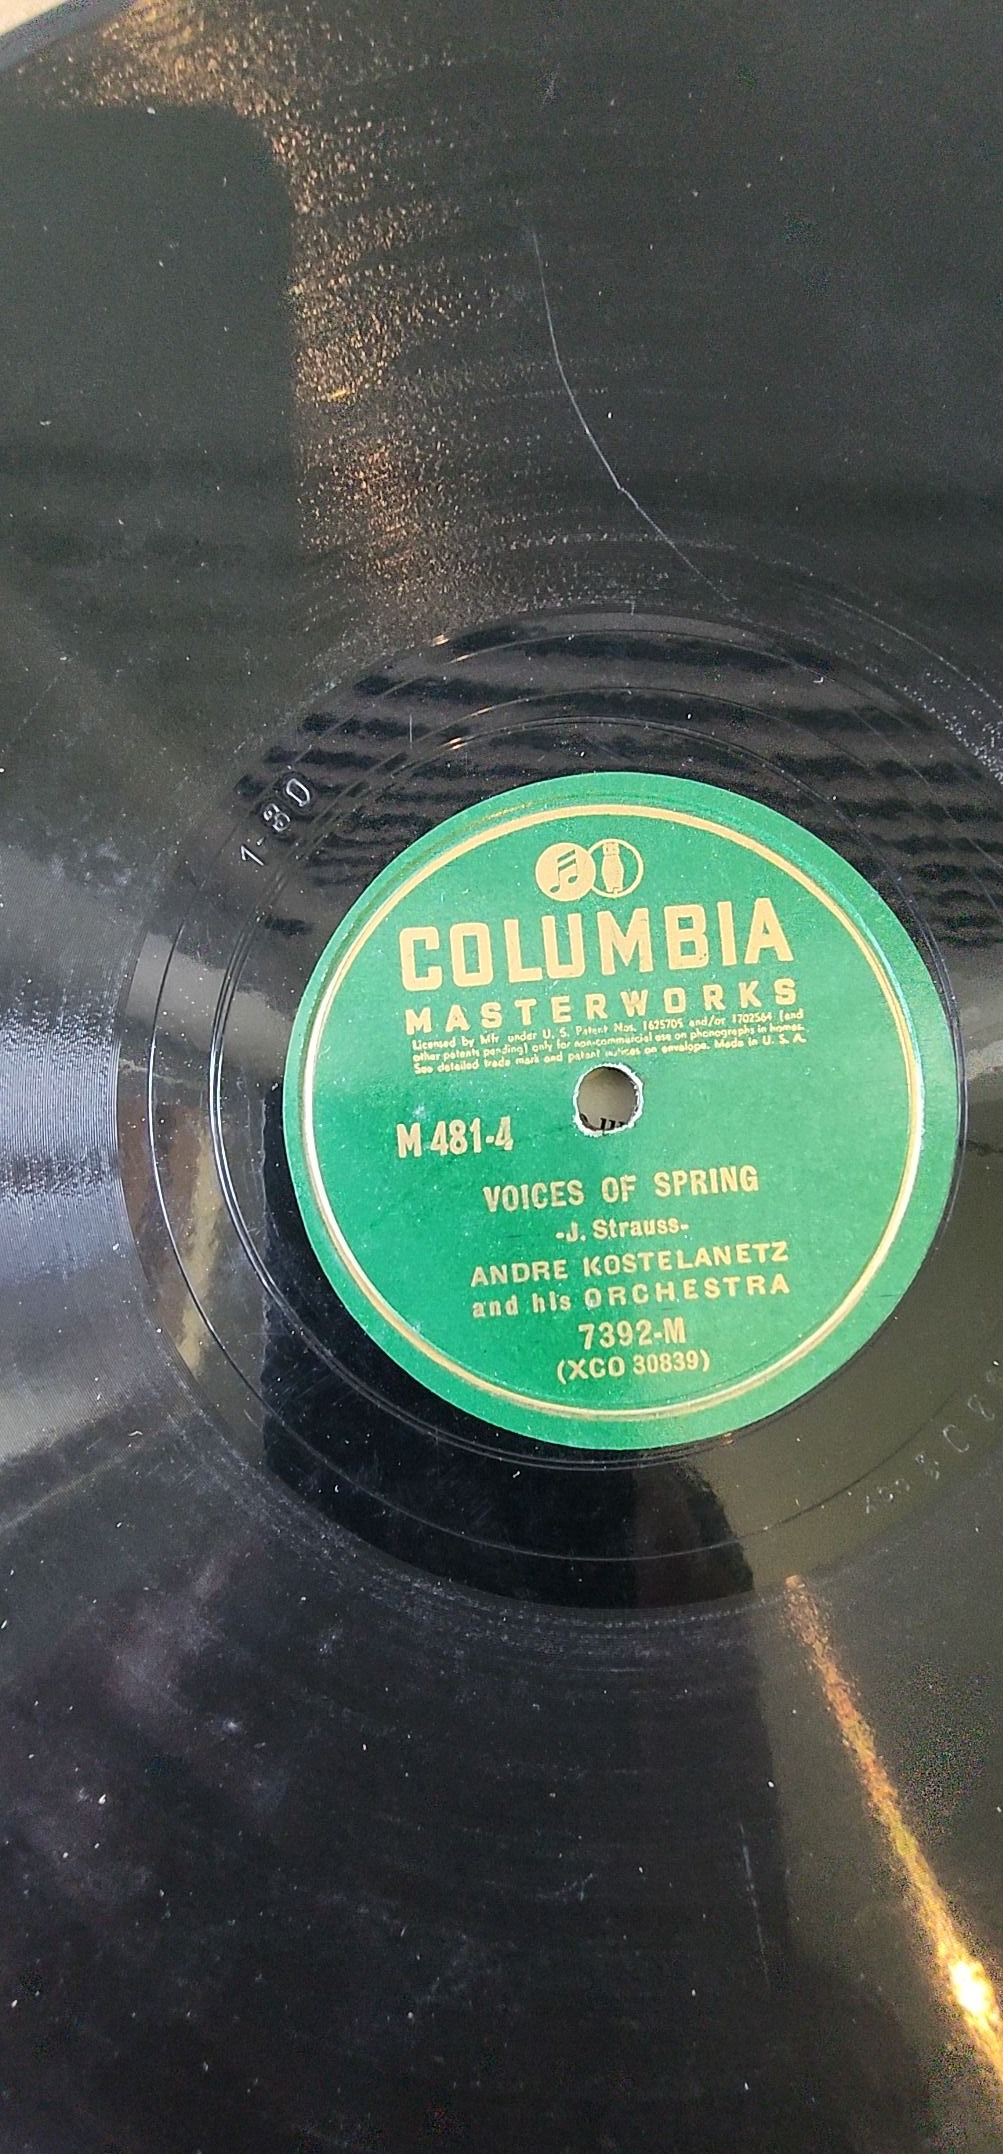 1-3D
COLUMBIA
MASTERWORKS
Licensed by Mfr under U. S. Patent Nos. 1625705 and/or 1702564 (and
other patents pending) only for non-commercial use on phonographs in homes.
See detailed trade mark and patent notices on envelope. Made in U. S. A.
M 481-4
VOICES OF SPRING
-J. Strauss-
ANDRE KOSTELANETZ
and his ORCHESTRA
7392-M
(XCO 30839)